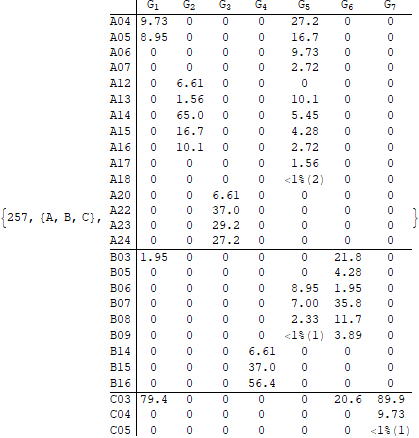 G1 G2 G3 G4 G5 G6 G7
A04 9.73 0 0 0 27.2 0 0
A05 8.95 0 0 0 16.7 0 0
A06 0 0 0 0 9.73 0 0
A07 0 0 0 0 2.72 0 0
A12 0 6.61 0 0 0 0 0
A13 0 1.56 0 0 10.1 0 0
A14 0 65.0 0 0 5.45 0 0
A15 0 16.7 0 0 4.28 0 0
A16 0 10.1 0 0 2.72 0 0
A17 0 0 0 0 1.56 0 0
A18 0 0 0 0 <1%(2) 0 0
A20 0 0 6.61 0 0 0 0
{257, {A, B, C}, A22 0 0 37.0 0 0 0 0 }
A23 0 0 29.2 0 0 0 0
A24 0 0 27.2 0 0 0 0
B03 1.95 0 0 0 0 21.8 0
B05 0 0 0 0 0 4.28 0
B06 0 0 0 0 8.95 1.95 0
B07 0 0 0 0 7.00 35.8 0
B08 0 0 0 0 2.33 11.7 0
B09 0 0 0 0 <1%(1) 3.89 0
B14 0 0 0 6.61 0 0 0
B15 0 0 0 37.0 0 0 0
B16 0 0 0 56.4 0 0 0
C03 79.4 0 0 0 0 20.6 89.9
C04 0 0 0 0 0 0 9.73
C05 0 0 0 0 0 0 <1%(1)